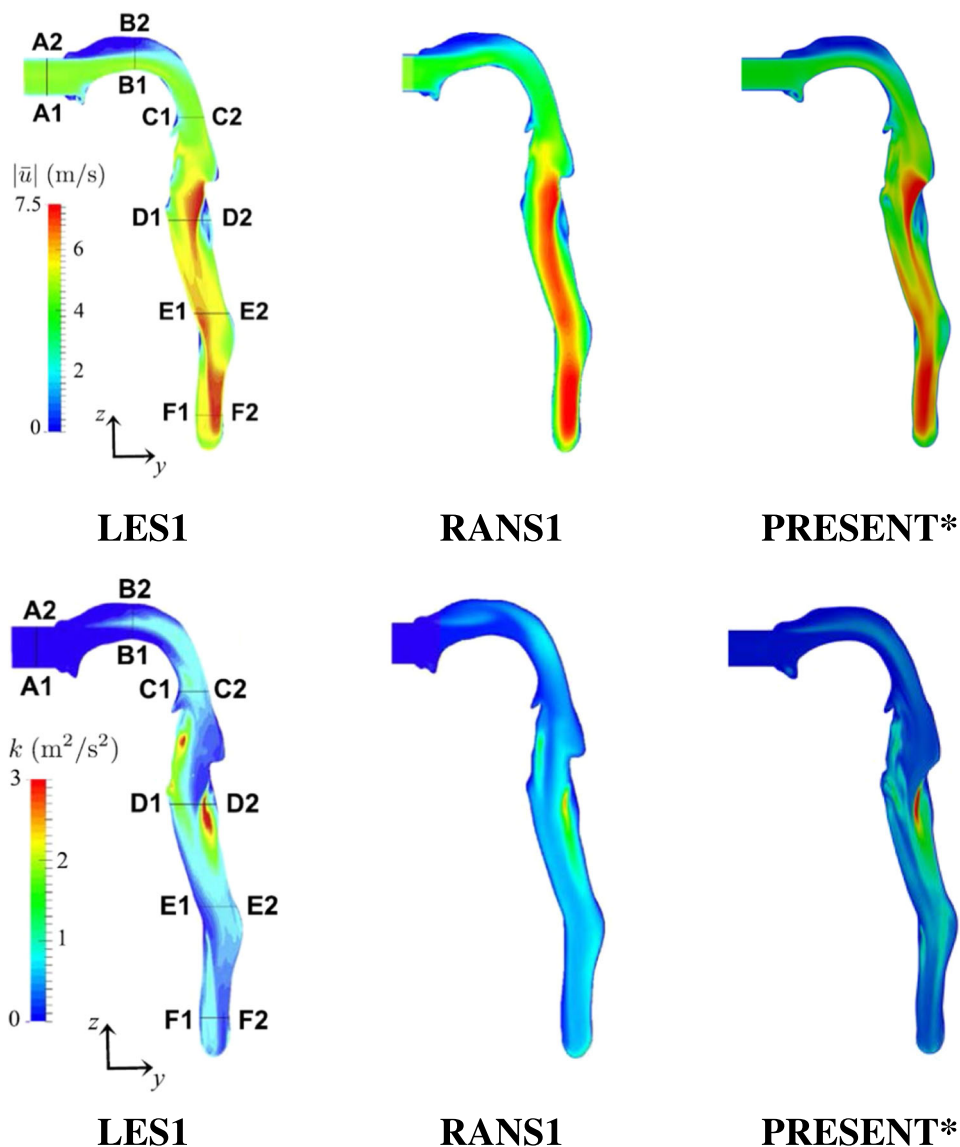 B2
A2
B1
A1
C1 C2
|ū| (m/s)
7.5
D1 D2
6
E1 E2
4
2
F1 F2
0
z
y
LES1 RANS1 PRESENT*
B2
A2
B1
A1
C1 C2
k (m²/s²)
3
D1 D2
2
E1 E2
1
F1 F2
0
z
y
LES1 RANS1 PRESENT*